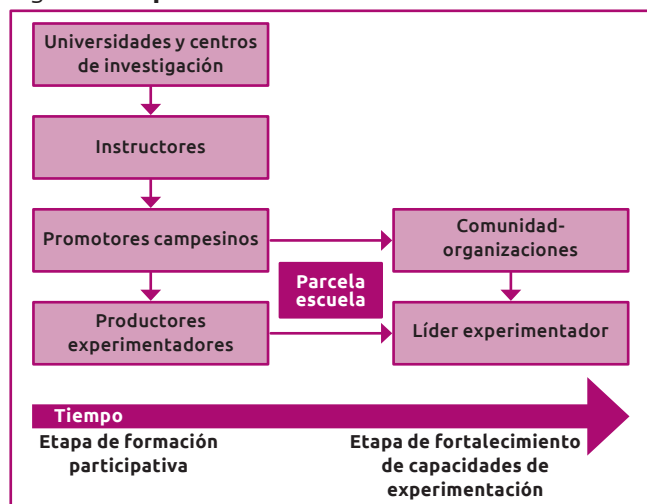 Universidades y centros
de investigación
Instructores
Promotores campesinos
Comunidad-
organizaciones
Parcela
escuela
Productores
experimentadores
Líder experimentador
Tiempo
Etapa de formación
participativa
Etapa de fortalecimiento
de capacidades de
experimentación